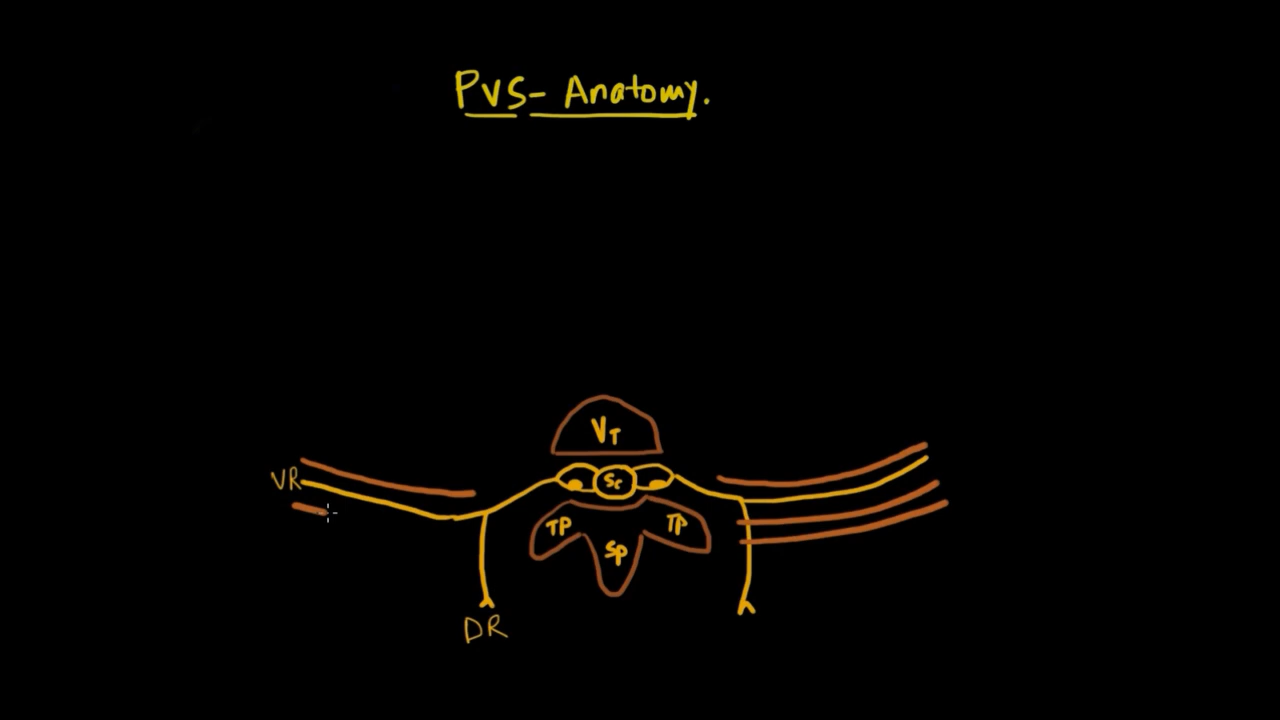 PVS- Anatomy.
VT
VR
Sc
TP
TP
SP
DR